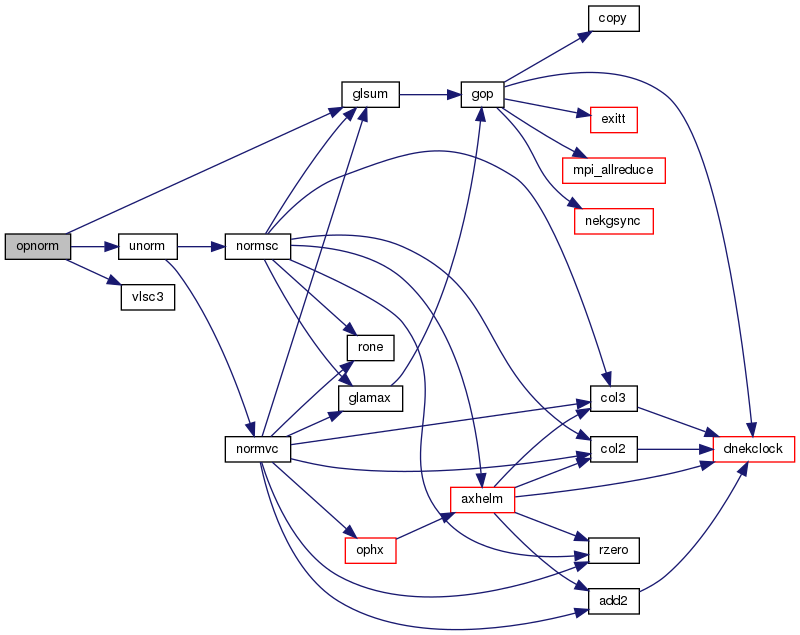 copy
glsum
gop
exitt
mpi_allreduce
nekgsync
opnorm
unorm
normsc
vlsc3
rone
glamax
col3
normvc
col2
dnekclock
axhelm
ophx
rzero
add2